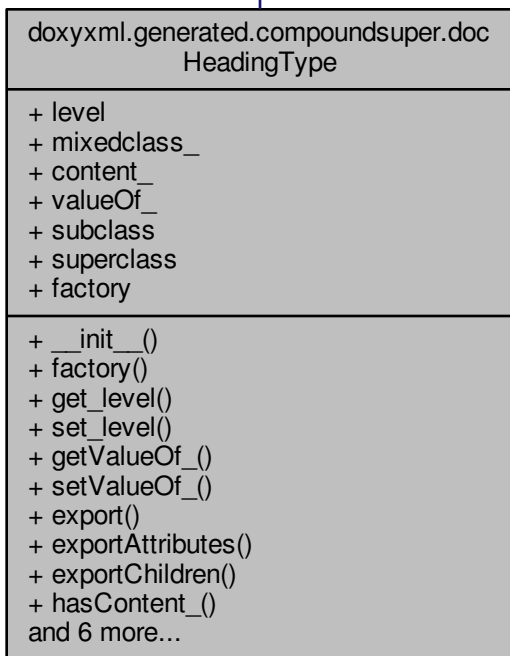 doxyxml.generated.compoundsuper.doc
HeadingType
+ level
+ mixedclass_
+ content_
+ valueOf_
+ subclass
+ superclass
+ factory
+ __init__()
+ factory()
+ get_level()
+ set_level()
+ getValueOf_()
+ setValueOf_()
+ export()
+ exportAttributes()
+ exportChildren()
+ hasContent_()
and 6 more...